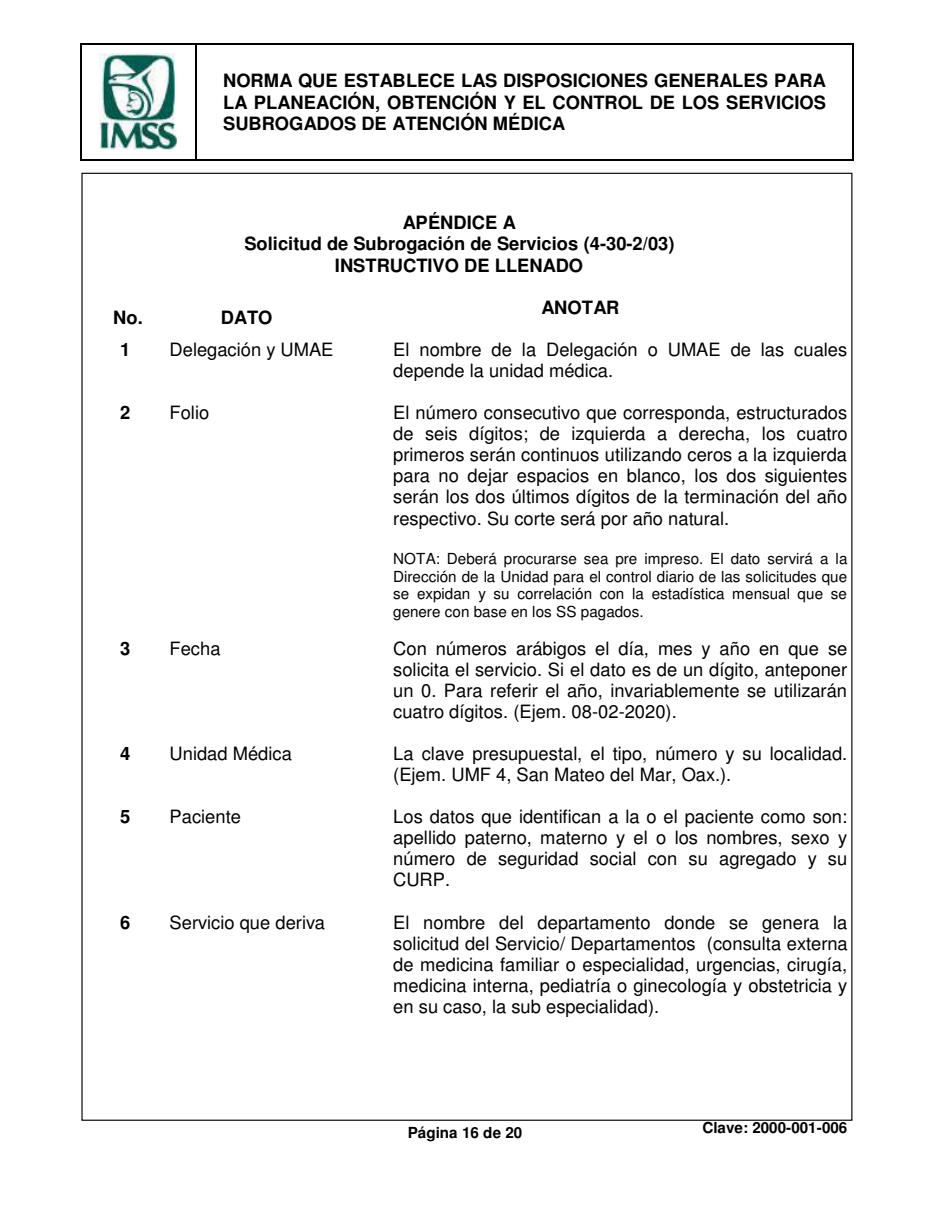 IMSS
NORMA QUE ESTABLECE LAS DISPOSICIONES GENERALES PARA
LA PLANEACIÓN, OBTENCIÓN Y EL CONTROL DE LOS SERVICIOS
SUBROGADOS DE ATENCIÓN MÉDICA
APÉNDICE A
Solicitud de Subrogación de Servicios (4-30-2/03)
INSTRUCTIVO DE LLENADO
No. DATO ANOTAR
1 Delegación y UMAE El nombre de la Delegación o UMAE de las cuales
depende la unidad médica.
2 Folio El número consecutivo que corresponda, estructurados
de seis dígitos; de izquierda a derecha, los cuatro
primeros serán continuos utilizando ceros a la izquierda
para no dejar espacios en blanco, los dos siguientes
serán los dos últimos dígitos de la terminación del año
respectivo. Su corte será por año natural.
NOTA: Deberá procurarse sea pre impreso. El dato servirá a la
Dirección de la Unidad para el control diario de las solicitudes que
se expidan y su correlación con la estadística mensual que se
genere con base en los SS pagados.
3 Fecha Con números arábigos el día, mes y año en que se
solicita el servicio. Si el dato es de un dígito, anteponer
un 0. Para referir el año, invariablemente se utilizarán
cuatro dígitos. (Ejem. 08-02-2020).
4 Unidad Médica La clave presupuestal, el tipo, número y su localidad.
(Ejem. UMF 4, San Mateo del Mar, Oax.).
5 Paciente Los datos que identifican a la o el paciente como son:
apellido paterno, materno y el o los nombres, sexo y
número de seguridad social con su agregado y su
CURP.
6 Servicio que deriva El nombre del departamento donde se genera la
solicitud del Servicio/ Departamentos (consulta externa
de medicina familiar o especialidad, urgencias, cirugía,
medicina interna, pediatría o ginecología y obstetricia y
en su caso, la sub especialidad).
Página 16 de 20 Clave: 2000-001-006